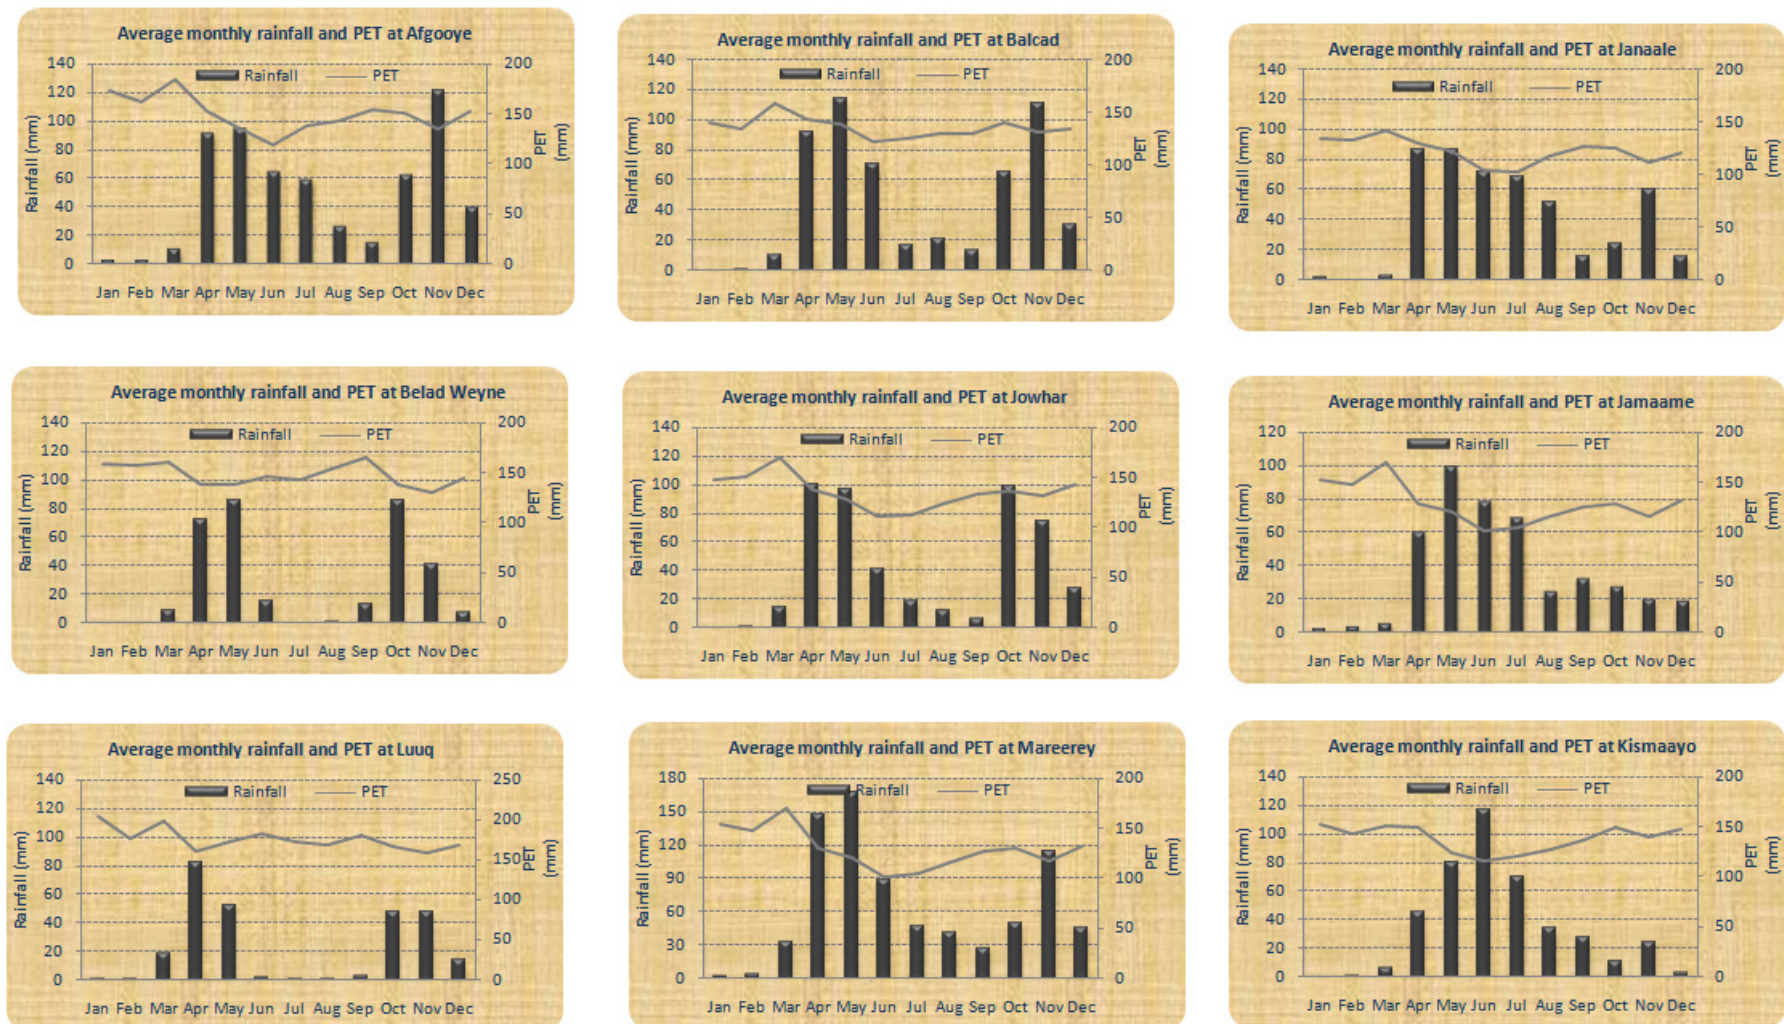 Average monthly rainfall and PET at Afgooye
140 200
Rainfall PET
120
150
100
80
100
60
40
50
20
0 0
Rainfall (mm)
PET
(mm)
Jan Feb Mar Apr May Jun Jul Aug Sep Oct Nov Dec
Average monthly rainfall and PET at Balcad
140 200
Rainfall PET
120
150
100
80
100
60
40
50
20
0 0
Rainfall (mm)
PET
(mm)
Jan Feb Mar Apr May Jun Jul Aug Sep Oct Nov Dec
Average monthly rainfall and PET at Janaale
140 200
Rainfall PET
120
150
100
80
100
60
40
50
20
0 0
Rainfall (mm)
PET
(mm)
Jan Feb Mar Apr May Jun Jul Aug Sep Oct Nov Dec
Average monthly rainfall and PET at Belad Weyne
140 200
Rainfall PET
120
150
100
80
100
60
40
50
20
0 0
Rainfall (mm)
PET
(mm)
Jan Feb Mar Apr May Jun Jul Aug Sep Oct Nov Dec
Average monthly rainfall and PET at Jowhar
140 200
Rainfall PET
120
150
100
80
100
60
40
50
20
0 0
Rainfall (mm)
PET
(mm)
Jan Feb Mar Apr May Jun Jul Aug Sep Oct Nov Dec
Average monthly rainfall and PET at Jamaame
120 200
Rainfall PET
100
150
80
60 100
40
50
20
0 0
Rainfall (mm)
PET
(mm)
Jan Feb Mar Apr May Jun Jul Aug Sep Oct Nov Dec
Average monthly rainfall and PET at Luuq
140 250
Rainfall PET
120
200
100
150
80
60
100
40
50
20
0 0
Rainfall (mm)
PET
(mm)
Jan Feb Mar Apr May Jun Jul Aug Sep Oct Nov Dec
Average monthly rainfall and PET at Mareerey
180 200
Rainfall PET
150
150
120
90 100
60
50
30
0 0
Rainfall (mm)
PET
(mm)
Jan Feb Mar Apr May Jun Jul Aug Sep Oct Nov Dec
Average monthly rainfall and PET at Kismaayo
140 200
Rainfall PET
120
150
100
80
100
60
40
50
20
0 0
Rainfall (mm)
PET
(mm)
Jan Feb Mar Apr May Jun Jul Aug Sep Oct Nov Dec